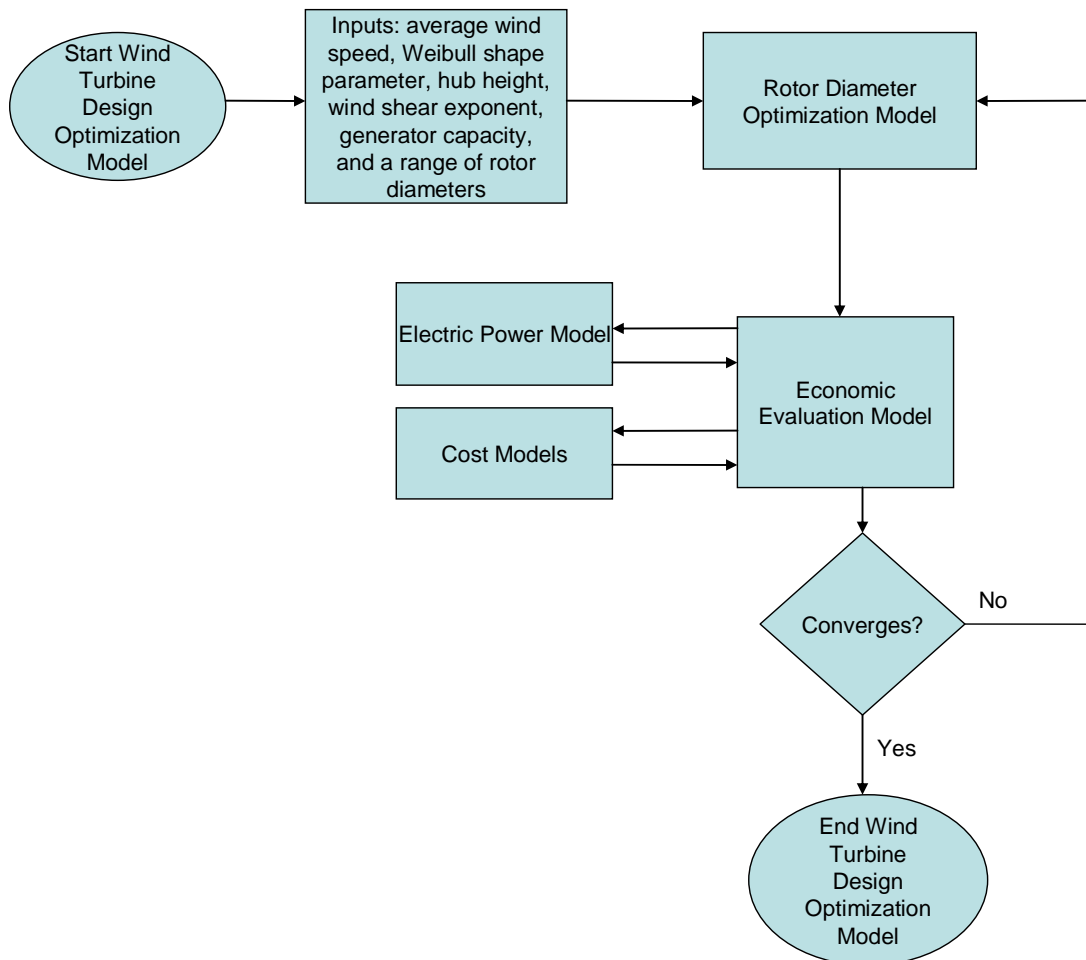 Start Wind
Turbine
Design
Optimization
Model
Inputs: average wind
speed, Weibull shape
parameter, hub height,
wind shear exponent,
generator capacity,
and a range of rotor
diameters
Rotor Diameter
Optimization Model
Electric Power Model
Economic
Evaluation Model
Cost Models
Converges?
No
Yes
End Wind
Turbine
Design
Optimization
Model